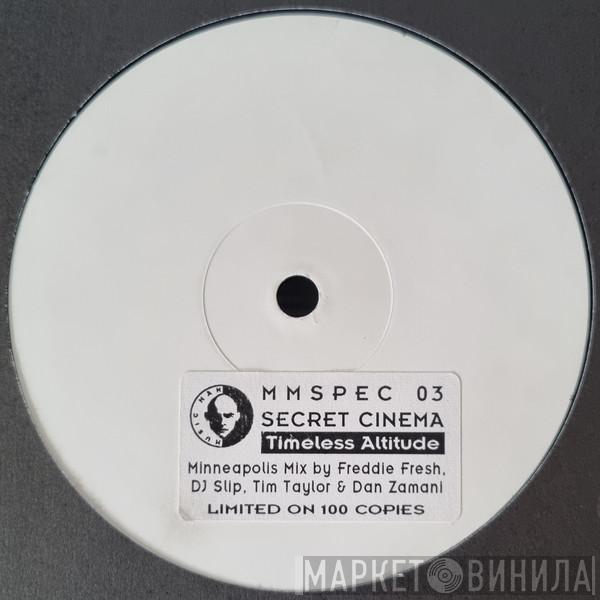 MUSIC MAN
MMSPEC 03
SECRET CINEMA
Timeless Altitude
Minneapolis Mix by Freddie Fresh,
DJ Slip, Tim Taylor & Dan Zamani
LIMITED ON 100 COPIES
МАРКЕТ ВИНИЛА